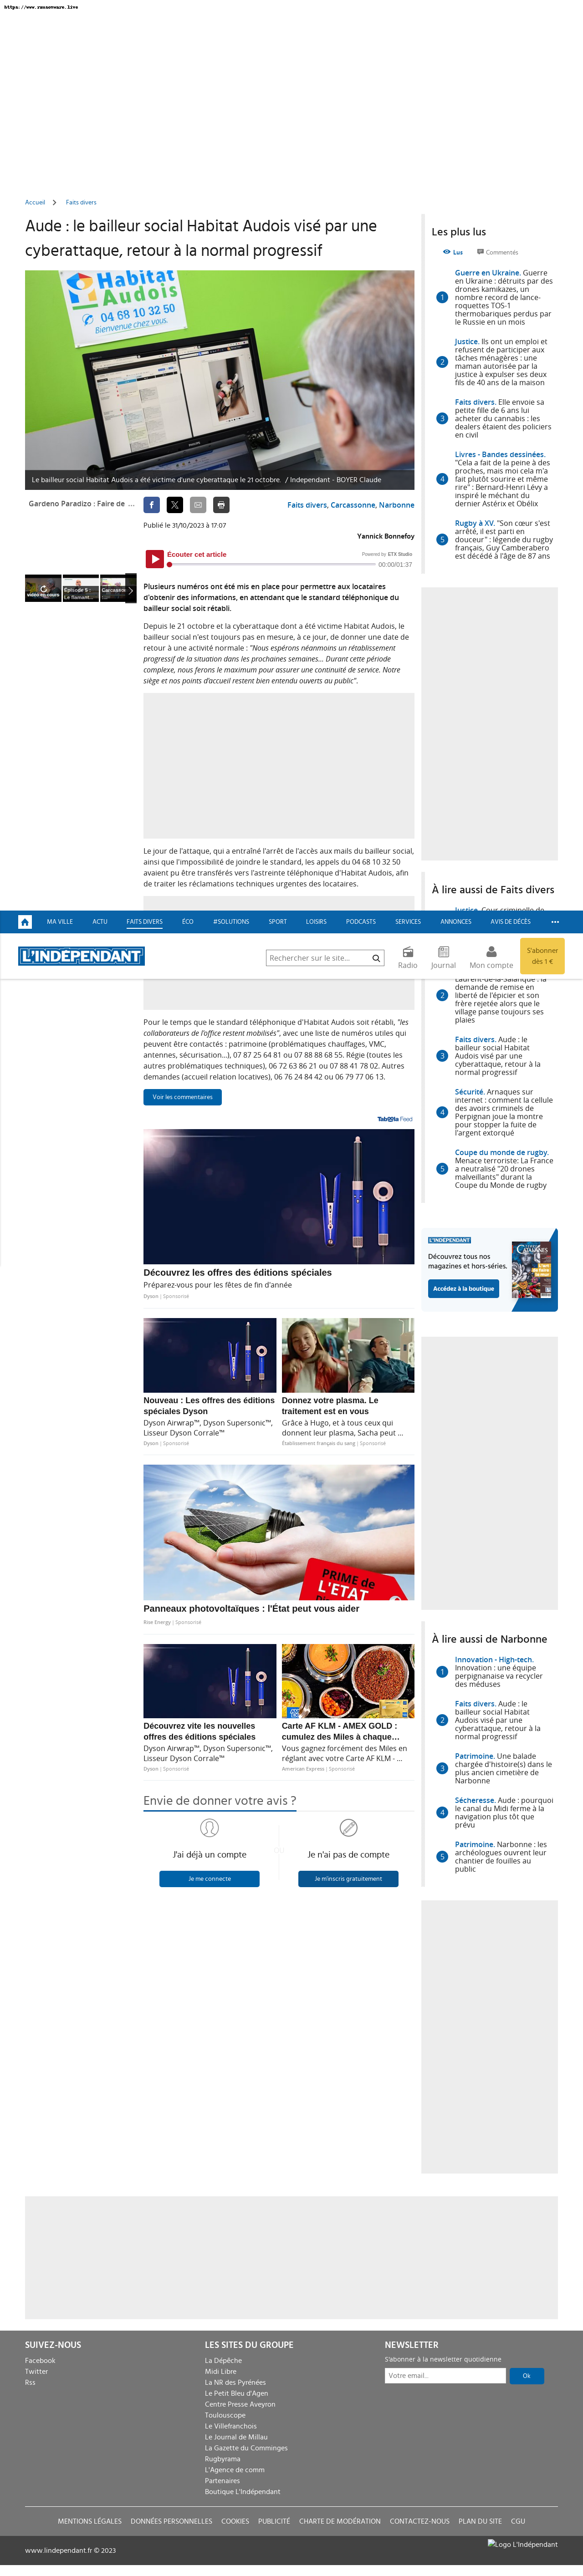 https://www.ransomware.live
Accueil
Faits divers
Aude : le bailleur social Habitat Audois visé par une
cyberattaque, retour à la normal progressif
Habitat
Audois
04 68 10 32 50
Bienvenue chez vous.
Le bailleur social Habitat Audois a été victime d'une cyberattaque le 21 octobre. / Independant - BOYER Claude
Gardeno Paradizo : Faire de ...
Faits divers, Carcassonne, Narbonne
Publié le 31/10/2023 à 17:07
Yannick Bonnefoy
Écouter cet article
Powered by ETX Studio
00:00/01:37
Plusieurs numéros ont été mis en place pour permettre aux locataires
d'obtenir des informations, en attendant que le standard téléphonique du
bailleur social soit rétabli.
Depuis le 21 octobre et la cyberattaque dont a été victime Habitat Audois, le
bailleur social n'est toujours pas en mesure, à ce jour, de donner une date de
retour à une activité normale : "Nous espérons néanmoins un rétablissement
progressif de la situation dans les prochaines semaines... Durant cette période
complexe, nous ferons le maximum pour assurer une continuité de service. Notre
siège et nos points d'accueil restent bien entendu ouverts au public".
Le jour de l'attaque, qui a entraîné l'arrêt de l'accès aux mails du bailleur social,
ainsi que l'impossibilité de joindre le standard, les appels du 04 68 10 32 50
avaient pu être transférés vers l'astreinte téléphonique d'Habitat Audois, afin
de traiter les réclamations techniques urgentes des locataires.
MA VILLE
ACTU
FAITS DIVERS
ÉCO
#SOLUTIONS
SPORT
LOISIRS
PODCASTS
SERVICES
ANNONCES
AVIS DE DÉCÈS
L'INDÉPENDANT
Rechercher sur le site...
Radio
Journal
Mon compte
S'abonner
dès 1 €
Pour le temps que le standard téléphonique d'Habitat Audois soit rétabli, "les
collaborateurs de l'office restent mobilisés", avec une liste de numéros utiles qui
peuvent être contactés : patrimoine (problématiques chauffages, VMC,
antennes, sécurisation...), 07 87 25 64 81 ou 07 88 88 68 55. Régie (toutes les
autres problématiques techniques), 06 72 63 86 21 ou 07 88 41 78 02. Autres
demandes (accueil relation locatives), 06 76 24 84 42 ou 06 79 77 06 13.
Voir les commentaires
Taboola Feed
Découvrez les offres des éditions spéciales
Préparez-vous pour les fêtes de fin d'année
Dyson | Sponsorisé
Nouveau : Les offres des éditions
spéciales Dyson
Dyson Airwrap™, Dyson Supersonic™,
Lisseur Dyson Corrale™
Dyson | Sponsorisé
Donnez votre plasma. Le
traitement est en vous
Grâce à Hugo, et à tous ceux qui
donnent leur plasma, Sacha peut ...
Établissement français du sang | Sponsorisé
PRIME de
L'ETAT
Panneaux photovoltaïques : l'État peut vous aider
Rise Energy | Sponsorisé
Découvrez vite les nouvelles
offres des éditions spéciales
Dyson Airwrap™, Dyson Supersonic™,
Lisseur Dyson Corrale™
Dyson | Sponsorisé
Carte AF KLM - AMEX GOLD :
cumulez des Miles à chaque...
Vous gagnez forcément des Miles en
réglant avec votre Carte AF KLM - ...
American Express | Sponsorisé
Envie de donner votre avis ?
J'ai déjà un compte
Je me connecte
Je n'ai pas de compte
Je m'inscris gratuitement
Les plus lus
Lus
Commentés
1
Guerre en Ukraine. Guerre
en Ukraine : détruits par des
drones kamikazes, un
nombre record de lance-
roquettes TOS-1
thermobariques perdus par
le Russie en un mois
2
Justice. Ils ont un emploi et
refusent de participer aux
tâches ménagères : une
maman autorisée par la
justice à expulser ses deux
fils de 40 ans de la maison
3
Faits divers. Elle envoie sa
petite fille de 6 ans lui
acheter du cannabis : les
dealers étaient des policiers
en civil
4
Livres - Bandes dessinées.
"Cela a fait de la peine à des
proches, mais moi cela m'a
fait plutôt sourire et même
rire" : Bernard-Henri Lévy a
inspiré le méchant du
dernier Astérix et Obélix
5
Rugby à XV. "Son cœur s'est
arrêté, il est parti en
douceur" : légende du rugby
français, Guy Camberabero
est décédé à l'âge de 87 ans
À lire aussi de Faits divers
Justice. Cour criminelle de
2
Laurent-de-la-Salanque : la
demande de remise en
liberté de l'épicier et son
frère rejetée alors que le
village panse toujours ses
plaies
3
Faits divers. Aude : le
bailleur social Habitat
Audois visé par une
cyberattaque, retour à la
normal progressif
4
Sécurité. Arnaques sur
internet : comment la cellule
des avoirs criminels de
Perpignan joue la montre
pour stopper la fuite de
l'argent extorqué
5
Coupe du monde de rugby.
Menace terroriste: La France
a neutralisé "20 drones
malveillants" durant la
Coupe du Monde de rugby
L'INDÉPENDANT
Découvrez tous nos
magazines et hors-séries.
Accédez à la boutique
CATALANES
À lire aussi de Narbonne
1
Innovation - High-tech.
Innovation : une équipe
perpignanaise va recycler
des méduses
2
Faits divers. Aude : le
bailleur social Habitat
Audois visé par une
cyberattaque, retour à la
normal progressif
3
Patrimoine. Une balade
chargée d'histoire(s) dans le
plus ancien cimetière de
Narbonne
4
Sécheresse. Aude : pourquoi
le canal du Midi ferme à la
navigation plus tôt que
prévu
5
Patrimoine. Narbonne : les
archéologues ouvrent leur
chantier de fouilles au
public
SUIVEZ-NOUS
Facebook
Twitter
Rss
LES SITES DU GROUPE
La Dépêche
Midi Libre
La NR des Pyrénées
Le Petit Bleu d'Agen
Centre Presse Aveyron
Toulouscope
Le Villefranchois
Le Journal de Millau
La Gazette du Comminges
Rugbyrama
L'Agence de comm
Partenaires
Boutique L'Indépendant
NEWSLETTER
S'abonner à la newsletter quotidienne
Votre email...
Ok
MENTIONS LÉGALES
DONNÉES PERSONNELLES
COOKIES
PUBLICITÉ
CHARTE DE MODÉRATION
CONTACTEZ-NOUS
PLAN DU SITE
CGU
www.lindependant.fr © 2023
Logo L'Indépendant